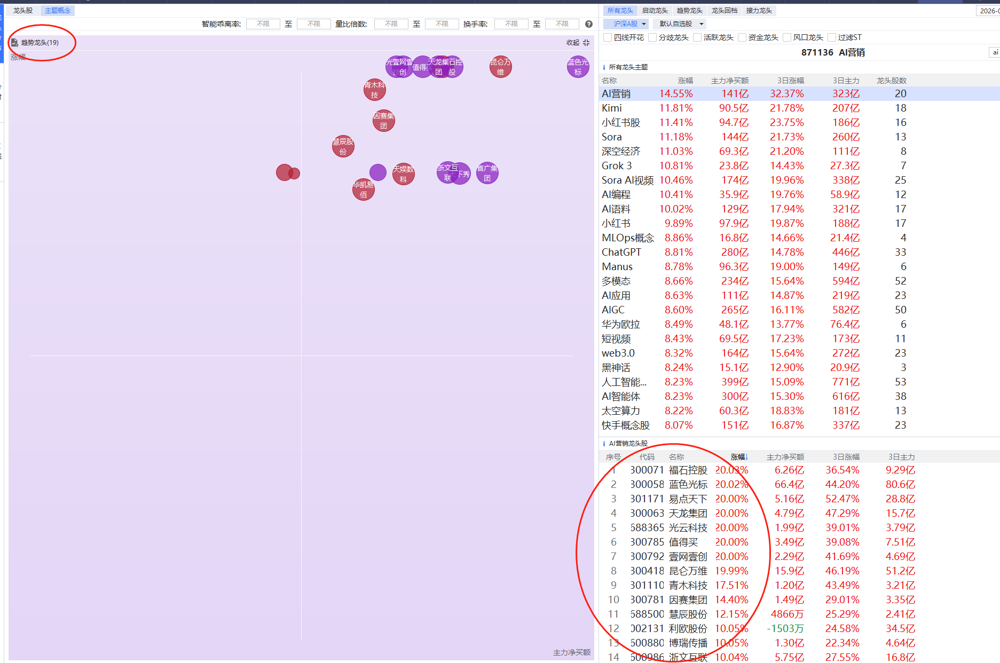 龙头股 主题概念
智能乖离率: 不限 至 不限 量比倍数: 不限 至 不限 换手率: 不限 至 不限
趋势龙头(19) 收起
涨幅
值得买
天龙集团
昆仑万维
蓝色光标
青木科技
因赛集团
慧辰股份
天娱数科
浙文互联
天下秀
省广集团
华凯易佰
主力净买额
所有龙头 启动龙头 趋势龙头 龙头回档 接力龙头
沪深A股 默认自选股
四线开花 分歧龙头 活跃龙头 资金龙头 风口龙头 过滤ST
871136 AI营销
所有龙头主题
名称 涨幅 主力净买额 3日涨幅 3日主力 龙头股数
AI营销 14.55% 141亿 32.37% 323亿 20
Kimi 11.81% 90.5亿 21.78% 207亿 18
小红书股 11.41% 94.7亿 23.75% 186亿 16
Sora 11.18% 144亿 21.73% 260亿 13
深空经济 11.03% 69.3亿 21.20% 111亿 8
Grok 3 10.81% 23.8亿 14.43% 27.3亿 7
Sora AI视频 10.46% 174亿 19.96% 338亿 25
AI编程 10.41% 35.9亿 19.76% 58.9亿 12
AI语料 10.02% 129亿 17.94% 321亿 17
小红书 9.89% 97.9亿 19.87% 188亿 17
MLOps概念 8.86% 16.8亿 14.66% 21.4亿 4
ChatGPT 8.81% 280亿 14.78% 446亿 33
Manus 8.78% 96.3亿 19.00% 149亿 6
多模态 8.66% 234亿 15.64% 594亿 52
AI应用 8.63% 111亿 14.87% 219亿 23
AIGC 8.60% 265亿 16.11% 582亿 50
华为欧拉 8.49% 48.1亿 13.77% 76.4亿 6
短视频 8.43% 69.5亿 17.23% 173亿 11
web3.0 8.32% 164亿 15.64% 272亿 23
黑神话 8.24% 15.1亿 12.90% 20.9亿 3
人工智能... 8.23% 399亿 15.09% 771亿 53
AI智能体 8.23% 300亿 15.30% 616亿 38
太空算力 8.22% 60.3亿 18.83% 181亿 13
快手概念股 8.07% 151亿 16.87% 337亿 23
AI营销龙头股
序号 代码 名称 涨幅↓ 主力净买额 3日涨幅 3日主力
1 300071 福石控股 20.03% 6.26亿 36.54% 9.29亿
2 300058 蓝色光标 20.02% 66.4亿 44.20% 80.6亿
3 301171 易点天下 20.00% 5.16亿 52.47% 28.8亿
4 300063 天龙集团 20.00% 4.79亿 47.29% 15.7亿
5 688365 光云科技 20.00% 1.99亿 39.01% 3.79亿
6 300785 值得买 20.00% 3.49亿 39.08% 7.51亿
7 300792 壹网壹创 20.00% 2.29亿 41.69% 4.69亿
8 300418 昆仑万维 19.99% 15.9亿 46.19% 51.2亿
9 301110 青木科技 17.51% 1.20亿 43.49% 3.21亿
10 300781 因赛集团 14.40% 1.49亿 29.01% 3.35亿
11 688500 慧辰股份 12.15% 4866万 25.29% 2.41亿
12 002131 利欧股份 10.05% -1503万 24.58% 34.5亿
13 600880 博瑞传播 10.05% 1.30亿 22.34% 4.64亿
14 600986 浙文互联 10.04% 5.75亿 27.55% 16.8亿